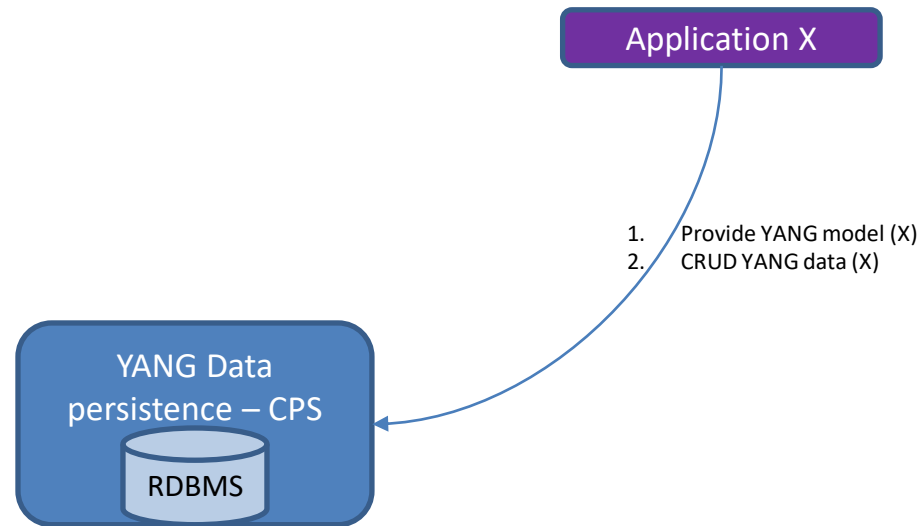 Application X
1. Provide YANG model (X)
2. CRUD YANG data (X)
YANG Data
persistence – CPS
RDBMS